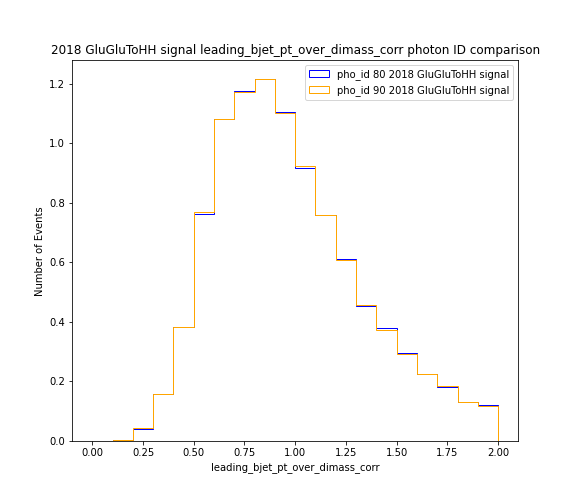 2018 GluGluToHH signal leading_bjet_pt_over_dimass_corr photon ID comparison
pho_id 80 2018 GluGluToHH signal
pho_id 90 2018 GluGluToHH signal
Number of Events
1.2
1.0
0.8
0.6
0.4
0.2
0.0
0.00 0.25 0.50 0.75 1.00 1.25 1.50 1.75 2.00
leading_bjet_pt_over_dimass_corr